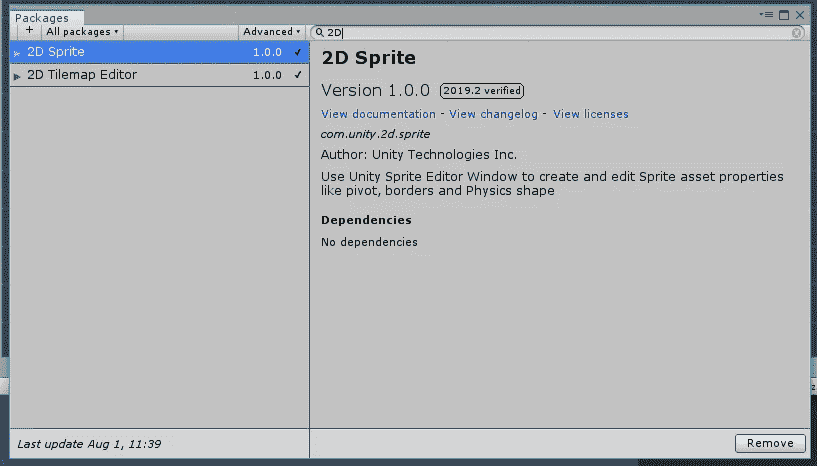 Packages
+ All packages Advanced 2D
2D Sprite 1.0.0 ✓
2D Tilemap Editor 1.0.0 ✓
2D Sprite
Version 1.0.0 2019.2 verified
View documentation - View changelog - View licenses
com.unity.2d.sprite
Author: Unity Technologies Inc.
Use Unity Sprite Editor Window to create and edit Sprite asset properties
like pivot, borders and Physics shape
Dependencies
No dependencies
Last update Aug 1, 11:39
Remove